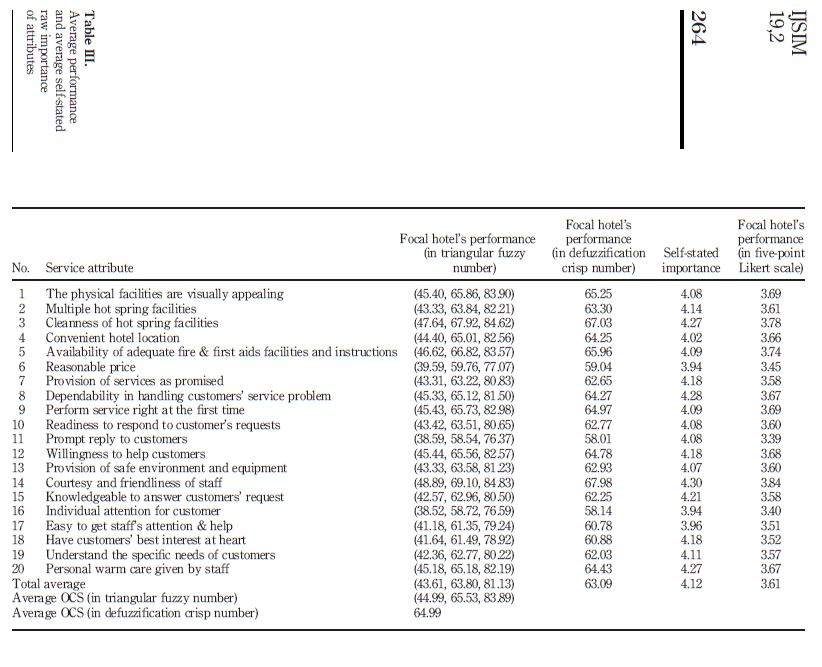 IJSIM
19,2
264
Table III.
Average performance
and average self-stated
raw importance
of attributes
No. Service attribute Focal hotel's performance (in triangular fuzzy number) Focal hotel's performance (in defuzzification crisp number) Self-stated importance Focal hotel's performance (in five-point Likert scale)
1 The physical facilities are visually appealing (45.40, 65.86, 83.90) 65.25 4.08 3.69
2 Multiple hot spring facilities (43.33, 63.84, 82.21) 63.30 4.14 3.61
3 Cleanness of hot spring facilities (47.64, 67.92, 84.62) 67.03 4.27 3.78
4 Convenient hotel location (44.40, 65.01, 82.56) 64.25 4.02 3.66
5 Availability of adequate fire & first aids facilities and instructions (46.62, 66.82, 83.57) 65.96 4.09 3.74
6 Reasonable price (39.59, 59.76, 77.07) 59.04 3.94 3.45
7 Provision of services as promised (43.31, 63.22, 80.83) 62.65 4.18 3.58
8 Dependability in handling customers' service problem (45.33, 65.12, 81.50) 64.27 4.28 3.67
9 Perform service right at the first time (45.43, 65.73, 82.98) 64.97 4.09 3.69
10 Readiness to respond to customer's requests (43.42, 63.51, 80.65) 62.77 4.08 3.60
11 Prompt reply to customers (38.59, 58.54, 76.37) 58.01 4.08 3.39
12 Willingness to help customers (45.44, 65.56, 82.57) 64.78 4.18 3.68
13 Provision of safe environment and equipment (43.33, 63.58, 81.23) 62.93 4.07 3.60
14 Courtesy and friendliness of staff (48.89, 69.10, 84.83) 67.98 4.30 3.84
15 Knowledgeable to answer customers' request (42.57, 62.96, 80.50) 62.25 4.21 3.58
16 Individual attention for customer (38.52, 58.72, 76.59) 58.14 3.94 3.40
17 Easy to get staff's attention & help (41.18, 61.35, 79.24) 60.78 3.96 3.51
18 Have customers' best interest at heart (41.64, 61.49, 78.92) 60.88 4.18 3.52
19 Understand the specific needs of customers (42.36, 62.77, 80.22) 62.03 4.11 3.57
20 Personal warm care given by staff (45.18, 65.18, 82.19) 64.43 4.27 3.67
Total average (43.61, 63.80, 81.13) 63.09 4.12 3.61
Average OCS (in triangular fuzzy number) (44.99, 65.53, 83.89)
Average OCS (in defuzzification crisp number) 64.99